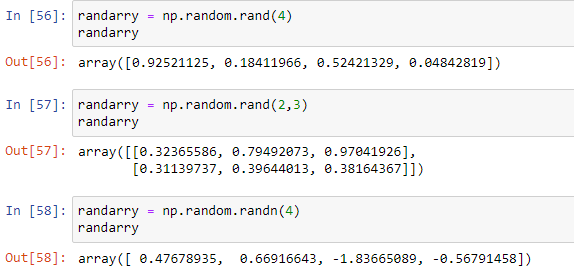 In [56]: randarry = np.random.rand(4)
randarry
Out[56]: array([0.92521125, 0.18411966, 0.52421329, 0.04842819])
In [57]: randarry = np.random.rand(2,3)
randarry
Out[57]: array([[0.32365586, 0.79492073, 0.97041926],
[0.31139737, 0.39644013, 0.38164367]])
In [58]: randarry = np.random.randn(4)
randarry
Out[58]: array([ 0.47678935,  0.66916643, -1.83665089, -0.56791458])